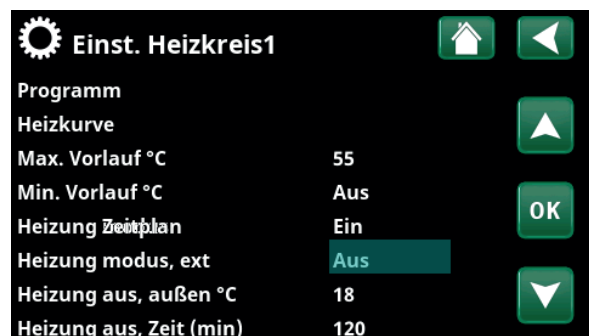 Einst. Heizkreis1
Programm
Heizkurve
Max. Vorlauf °C 55
Min. Vorlauf °C Aus
Heizung Zeitplan Ein
OK
Heizung modus, ext Aus
Heizung aus, außen °C 18
Heizung aus, Zeit (min) 120